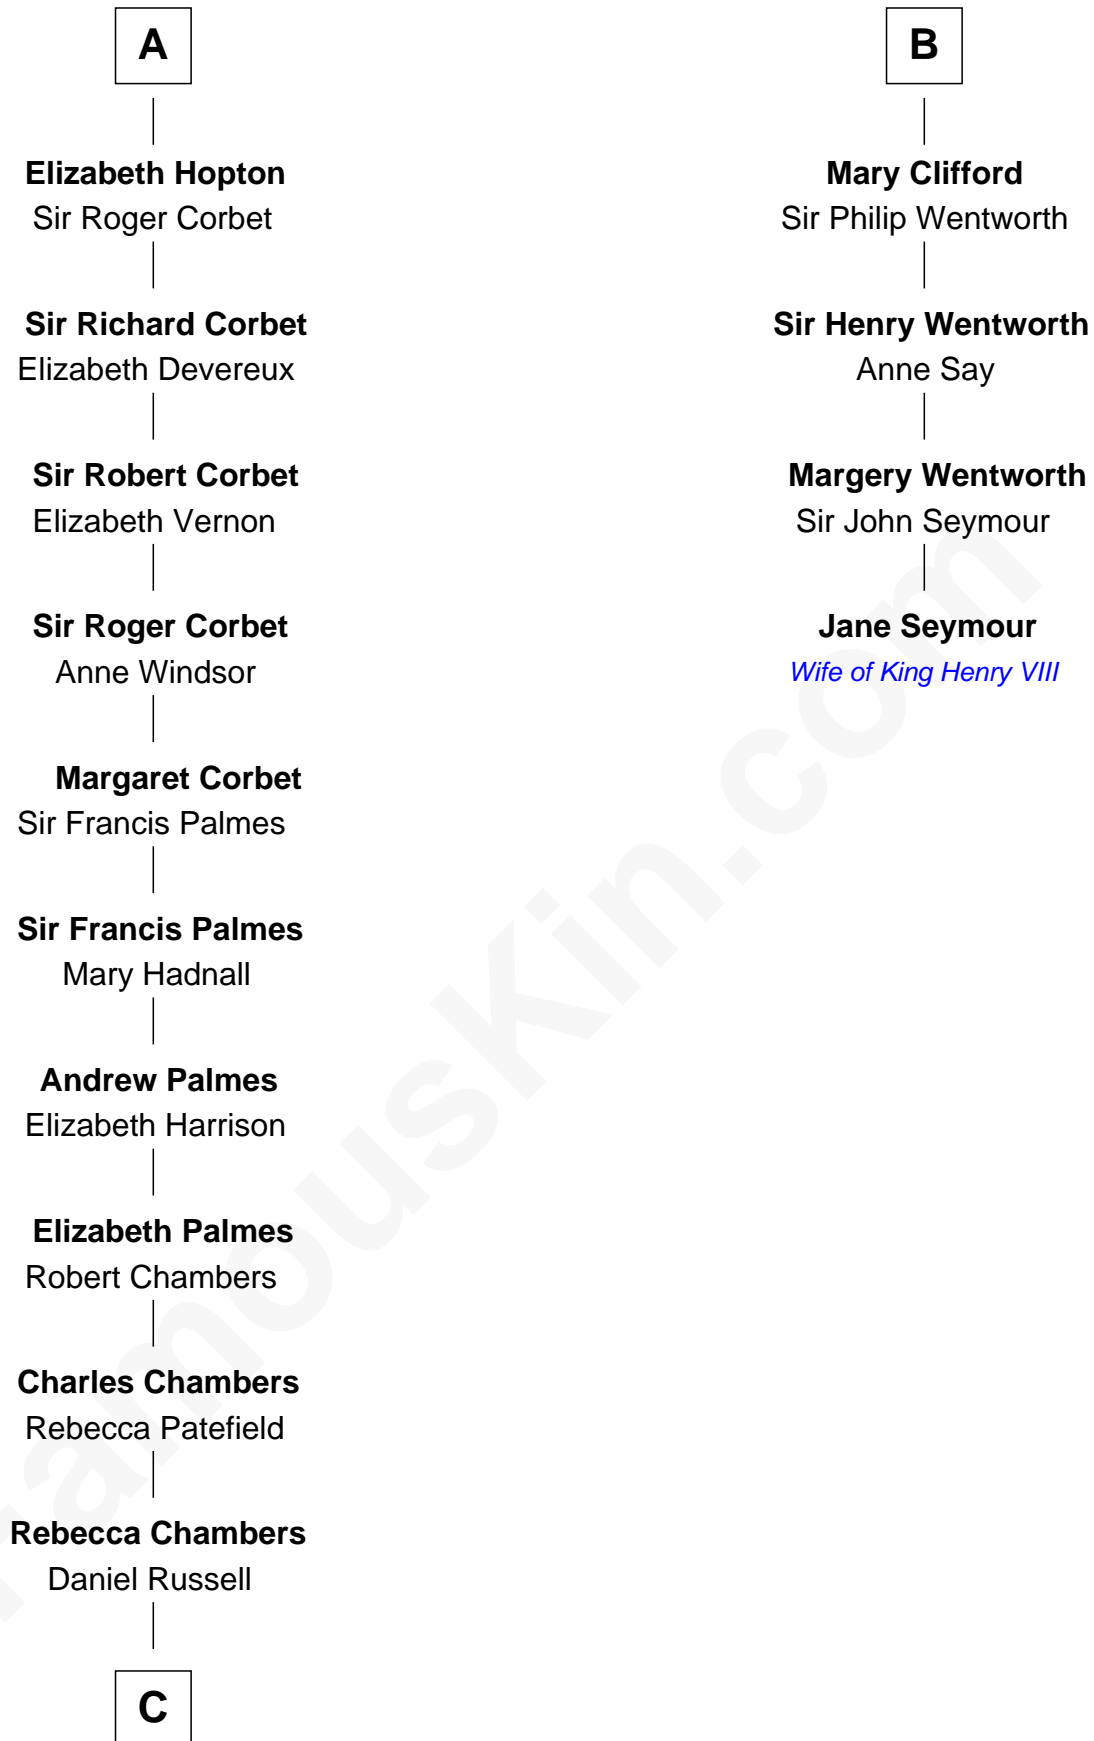 A
Elizabeth Hopton
Sir Roger Corbet
Sir Richard Corbet
Elizabeth Devereux
Sir Robert Corbet
Elizabeth Vernon
Sir Roger Corbet
Anne Windsor
Margaret Corbet
Sir Francis Palmes
Sir Francis Palmes
Mary Hadnall
Andrew Palmes
Elizabeth Harrison
Elizabeth Palmes
Robert Chambers
Charles Chambers
Rebecca Patefield
Rebecca Chambers
Daniel Russell
C
B
Mary Clifford
Sir Philip Wentworth
Sir Henry Wentworth
Anne Say
Margery Wentworth
Sir John Seymour
Jane Seymour
Wife of King Henry VIII
FamousKin.com